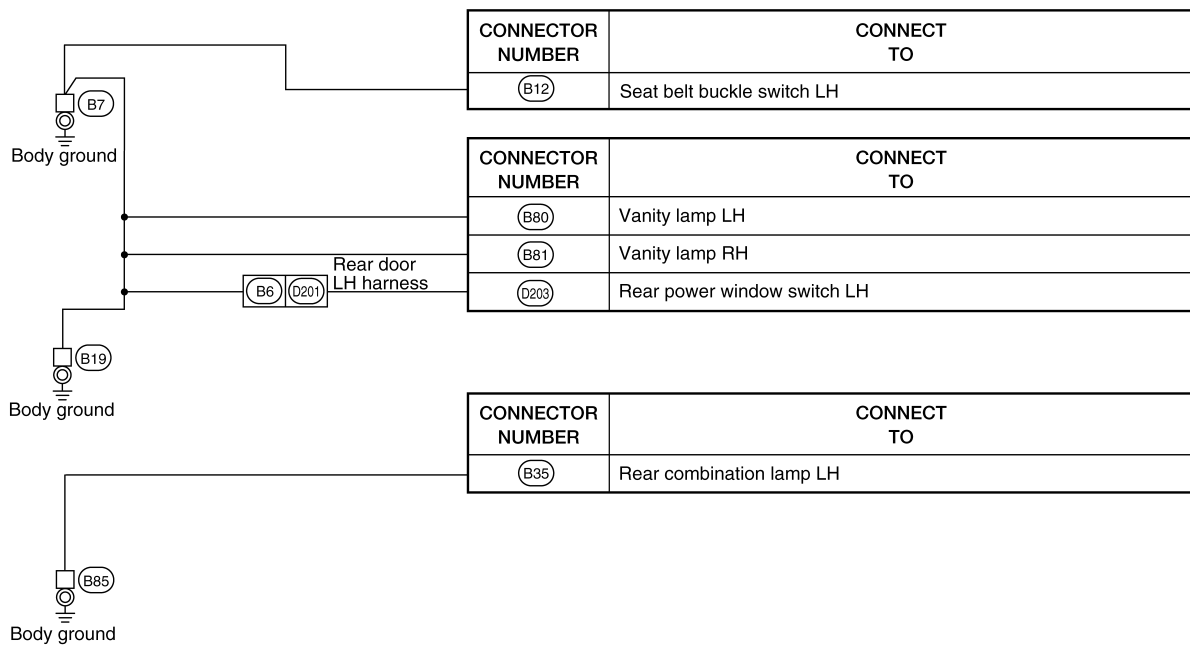 CONNECTOR NUMBER
CONNECT TO
B12
Seat belt buckle switch LH
B7
Body ground
CONNECTOR NUMBER
CONNECT TO
B80
Vanity lamp LH
B81
Vanity lamp RH
Rear door
LH harness
B6
D201
D203
Rear power window switch LH
B19
Body ground
CONNECTOR NUMBER
CONNECT TO
B35
Rear combination lamp LH
B85
Body ground